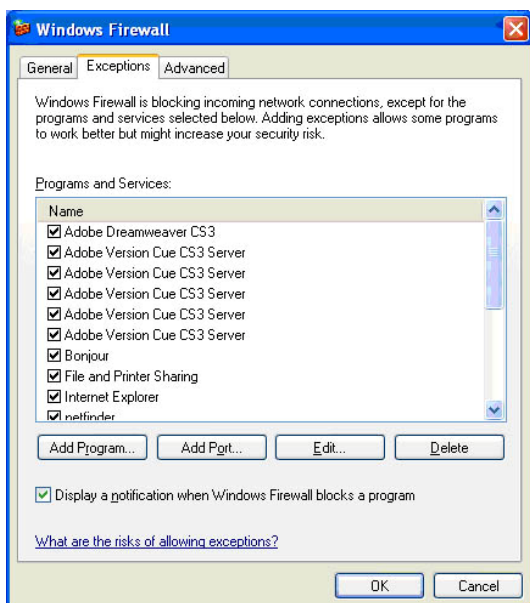 Windows Firewall
General Exceptions Advanced
Windows Firewall is blocking incoming network connections, except for the
programs and services selected below. Adding exceptions allows some programs
to work better but might increase your security risk.
Programs and Services:
Name
Adobe Dreamweaver CS3
Adobe Version Cue CS3 Server
Adobe Version Cue CS3 Server
Adobe Version Cue CS3 Server
Adobe Version Cue CS3 Server
Adobe Version Cue CS3 Server
Bonjour
File and Printer Sharing
Internet Explorer
netfinder
Add Program... Add Port... Edit... Delete
Display a notification when Windows Firewall blocks a program
What are the risks of allowing exceptions?
OK Cancel